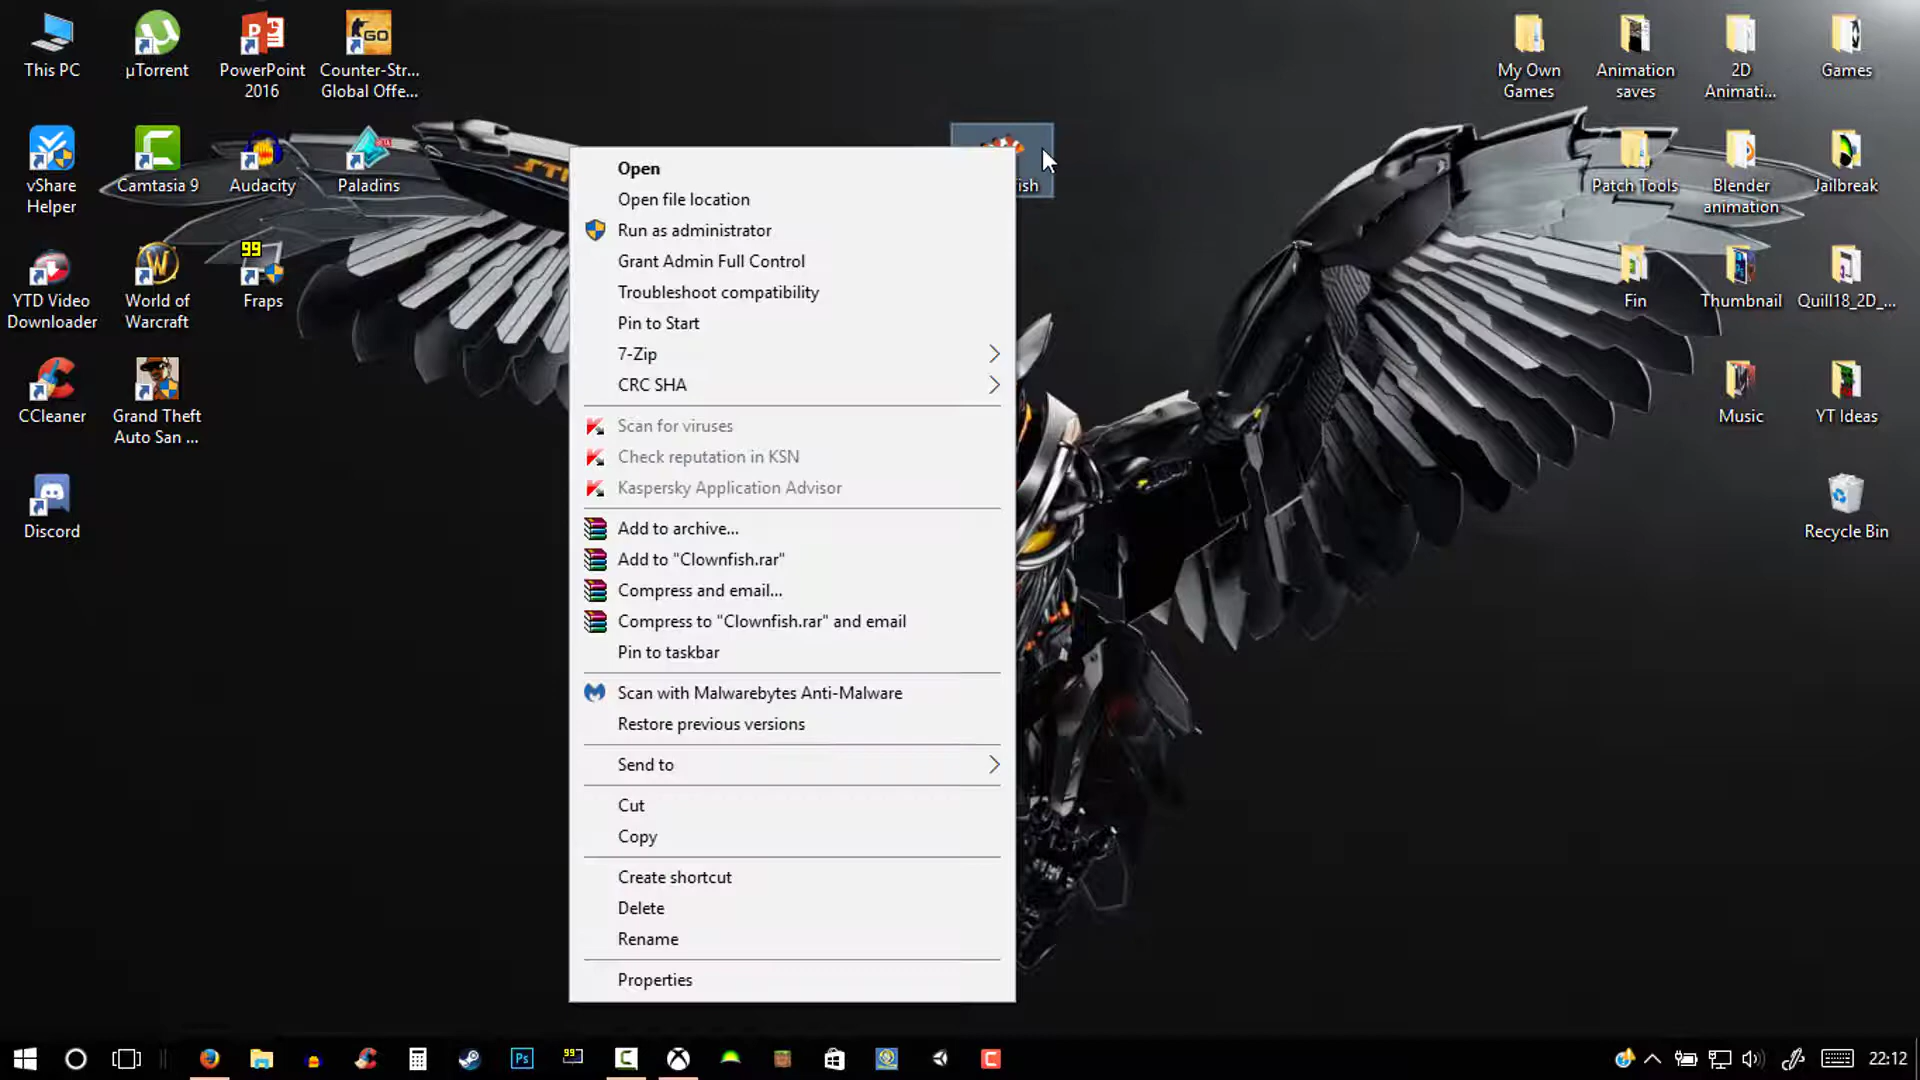 This PC
µTorrent
PowerPoint
2016
Counter-Str...
Global Offe...
GO
My Own
Games
Animation
saves
2D
Animati...
Games
vShare
Helper
Camtasia 9
Audacity
BETA
Paladins
Patch Tools
Blender
animation
Jailbreak
YTD Video
Downloader
World of
Warcraft
99
Fraps
Fin
Thumbnail
Quill18_2D_...
CCleaner
Grand Theft
Auto San ...
Music
YT Ideas
Discord
Recycle Bin
ish
Open
Open file location
Run as administrator
Grant Admin Full Control
Troubleshoot compatibility
Pin to Start
7-Zip
CRC SHA
Scan for viruses
Check reputation in KSN
Kaspersky Application Advisor
Add to archive...
Add to "Clownfish.rar"
Compress and email...
Compress to "Clownfish.rar" and email
Pin to taskbar
Scan with Malwarebytes Anti-Malware
Restore previous versions
Send to
Cut
Copy
Create shortcut
Delete
Rename
Properties
Ps
99
22:12